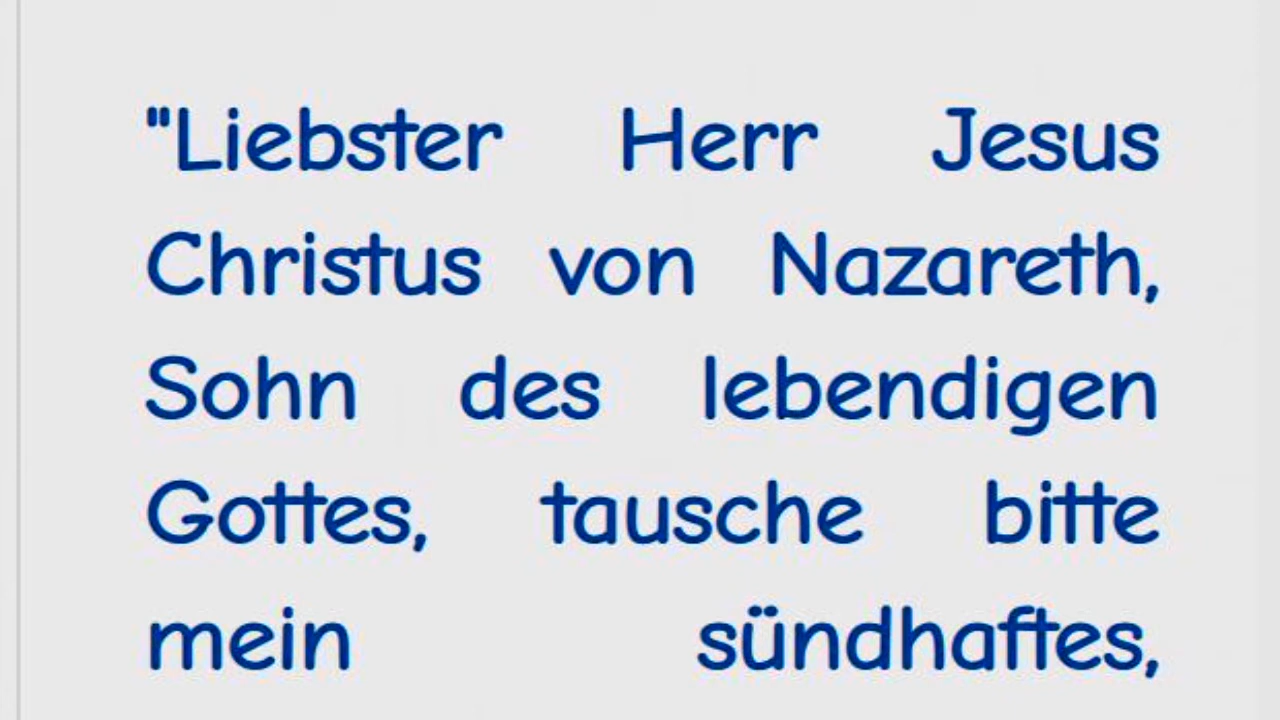 "Liebster Herr Jesus
Christus von Nazareth,
Sohn des lebendigen
Gottes, tausche bitte
mein sündhaftes,